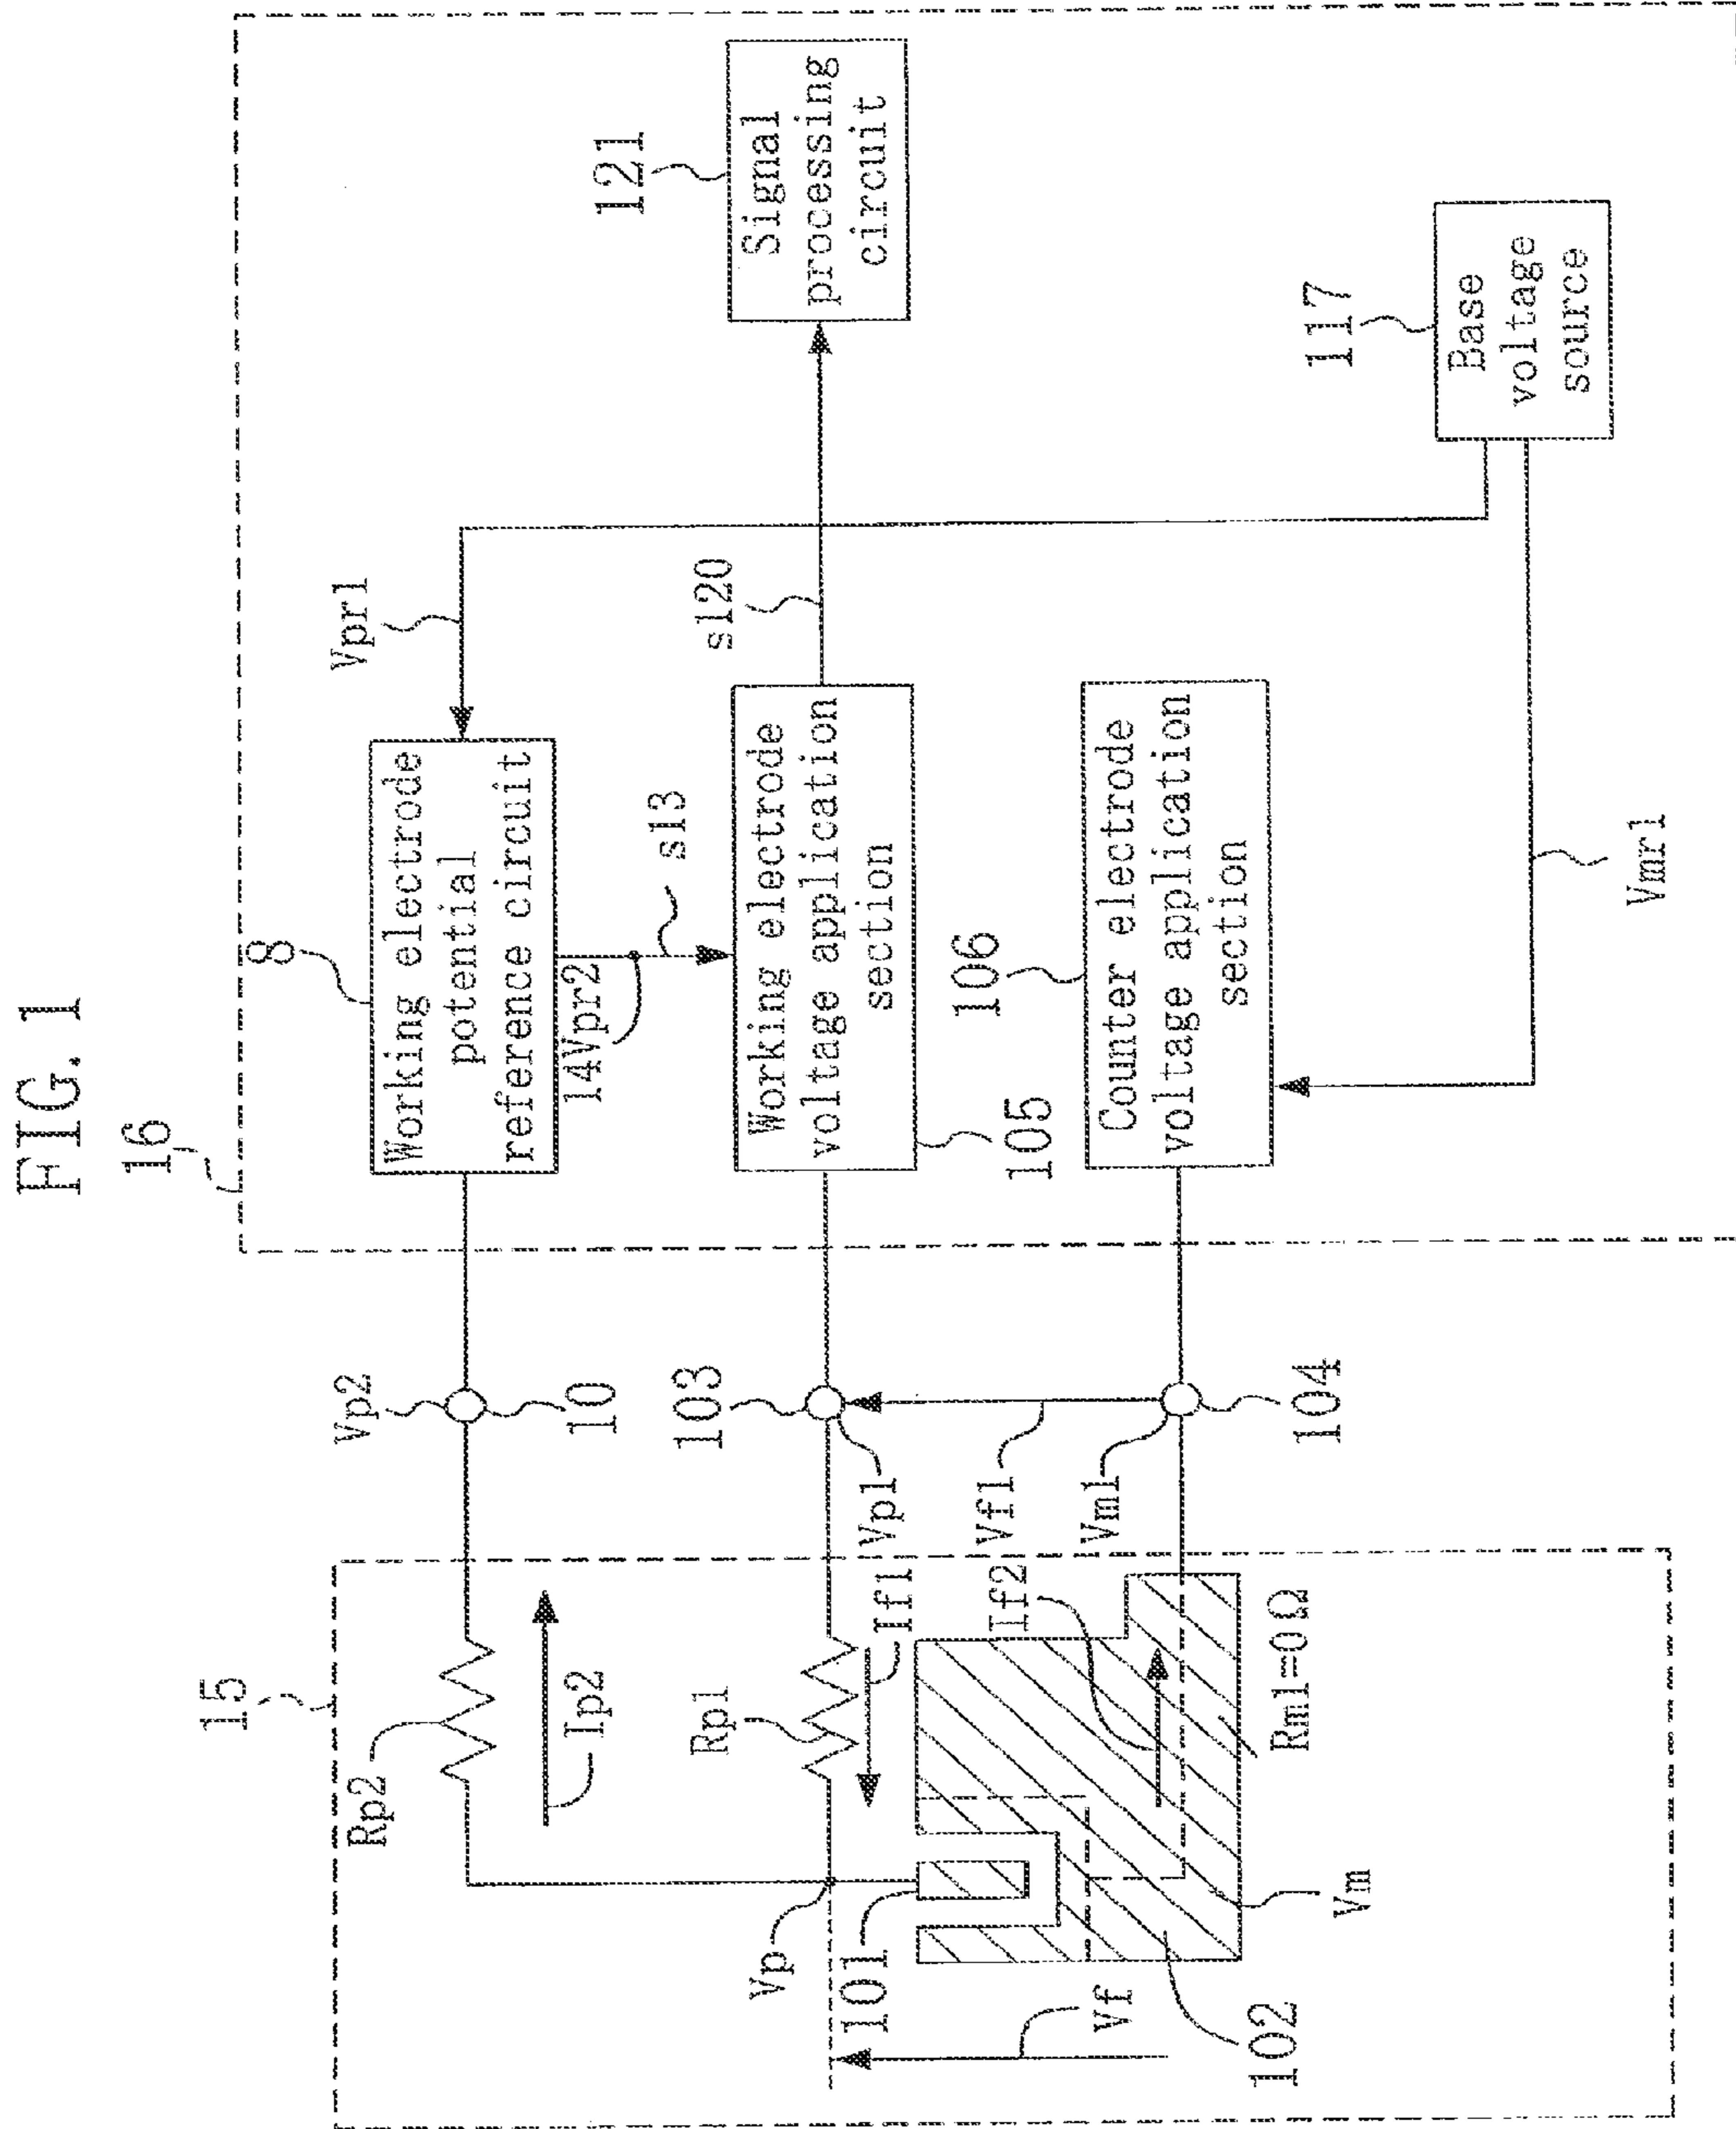 FIG. 1
15
16
Rp2
Ip2
Vp2
10
8
Working electrode
potential
reference circuit
Vpr1
14Vpr2
s13
121
Signal
processing
circuit
Vp
Rp1
If1
103
Vp1
Working electrode
voltage application
section
105
s120
101
Vf
Vf1
If2
Vm1
106
Counter electrode
voltage application
section
104
102
Vm
Rm1=0Ω
117
Base
voltage
source
Vmr1